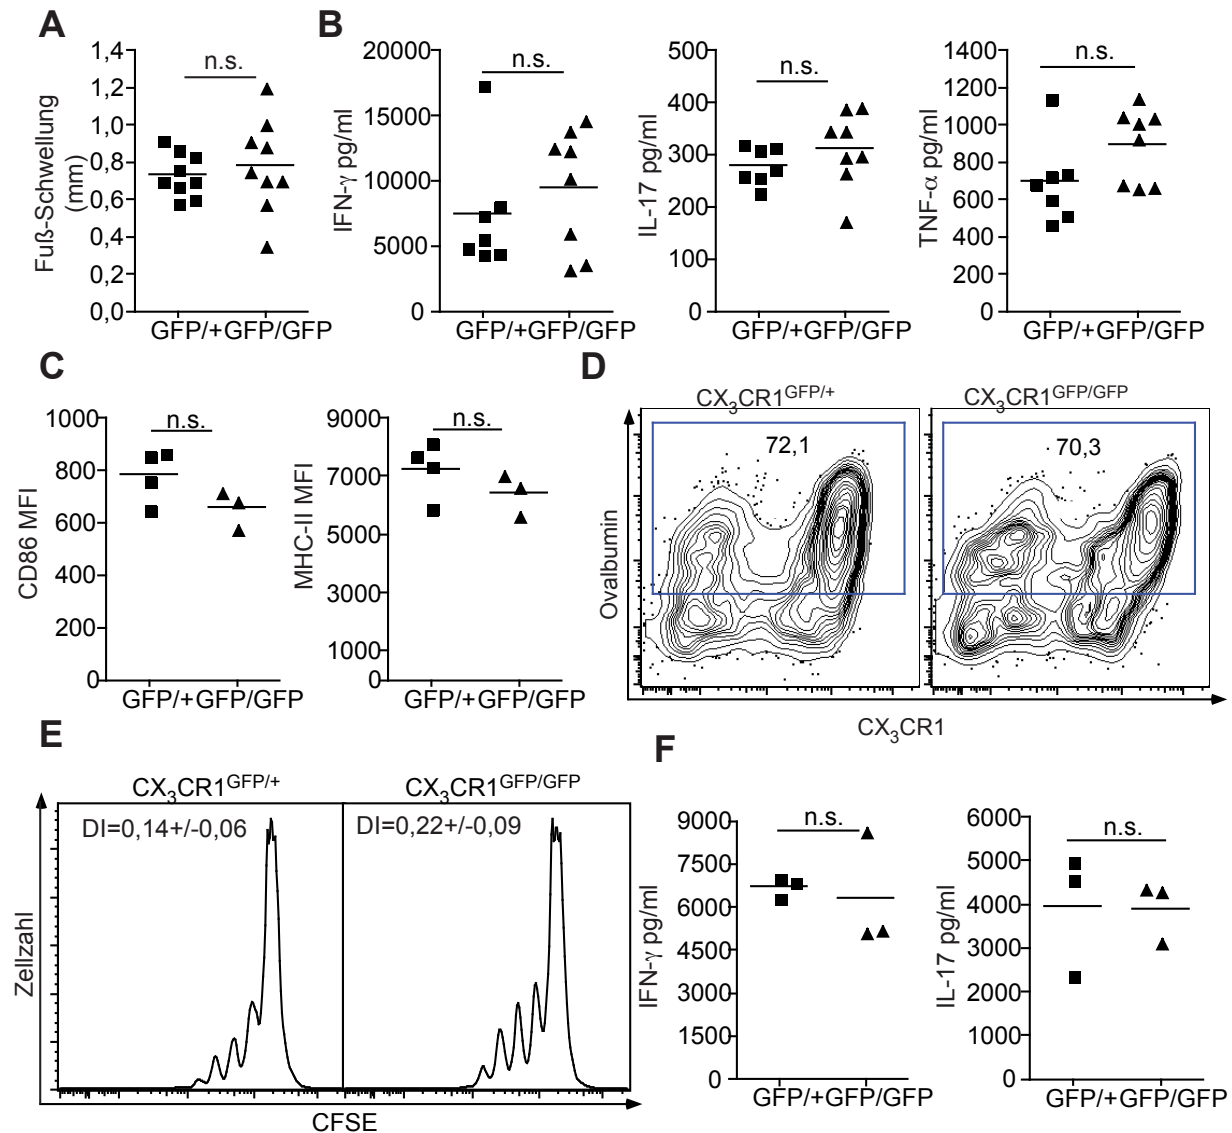 A
Fuß-Schwellung
(mm)
1,4
1,2
1,0
0,8
0,6
0,4
0,2
0,0
n.s.
GFP/+GFP/GFP
B
IFN-γ pg/ml
20000
15000
10000
5000
0
n.s.
GFP/+GFP/GFP
IL-17 pg/ml
500
400
300
200
100
0
n.s.
GFP/+GFP/GFP
TNF-α pg/ml
1400
1200
1000
800
600
400
200
0
n.s.
GFP/+GFP/GFP
C
CD86 MFI
1000
800
600
400
200
0
n.s.
GFP/+GFP/GFP
MHC-II MFI
9000
7000
5000
3000
1000
0
n.s.
GFP/+GFP/GFP
D
CX3CR1GFP/+
CX3CR1GFP/GFP
72,1
70,3
Ovalbumin
CX3CR1
E
CX3CR1GFP/+
CX3CR1GFP/GFP
DI=0,14+/-0,06
DI=0,22+/-0,09
Zellzahl
CFSE
F
IFN-γ pg/ml
9000
7500
6000
4500
3000
1500
0
n.s.
GFP/+GFP/GFP
IL-17 pg/ml
6000
5000
4000
3000
2000
1000
0
n.s.
GFP/+GFP/GFP